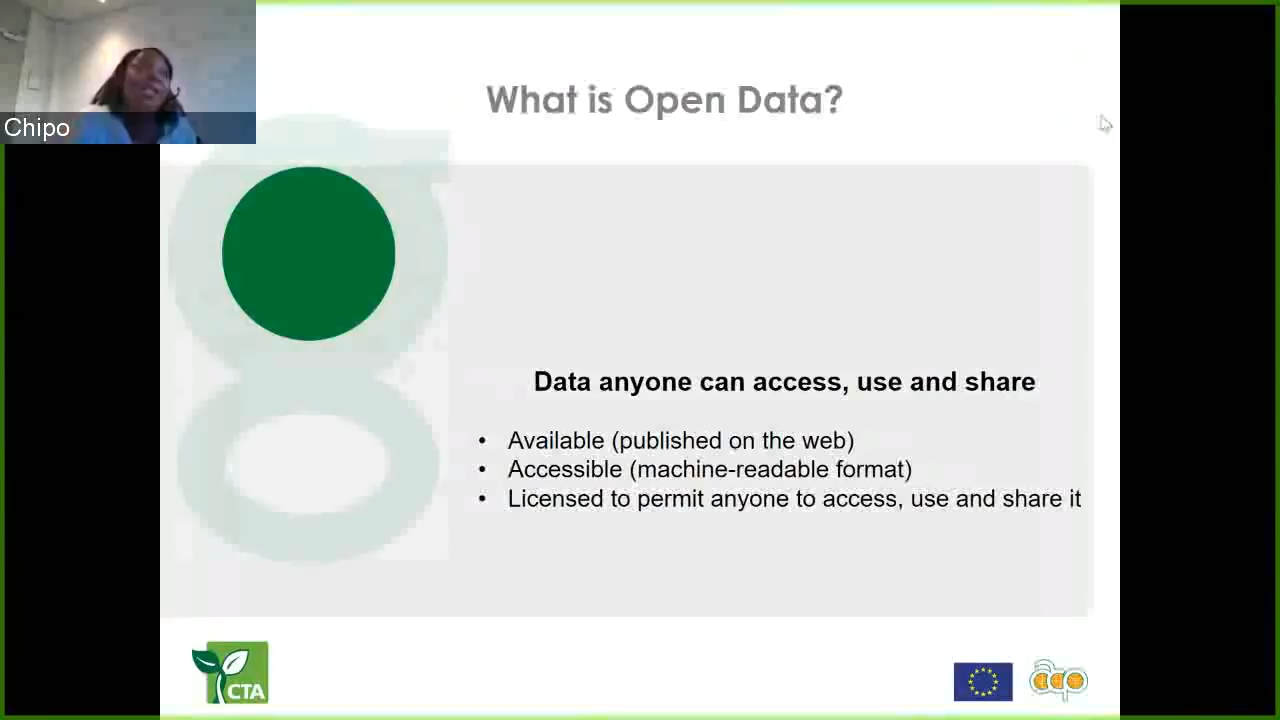 Chipo
What is Open Data?
Data anyone can access, use and share
• Available (published on the web)
• Accessible (machine-readable format)
• Licensed to permit anyone to access, use and share it
CTA
acp